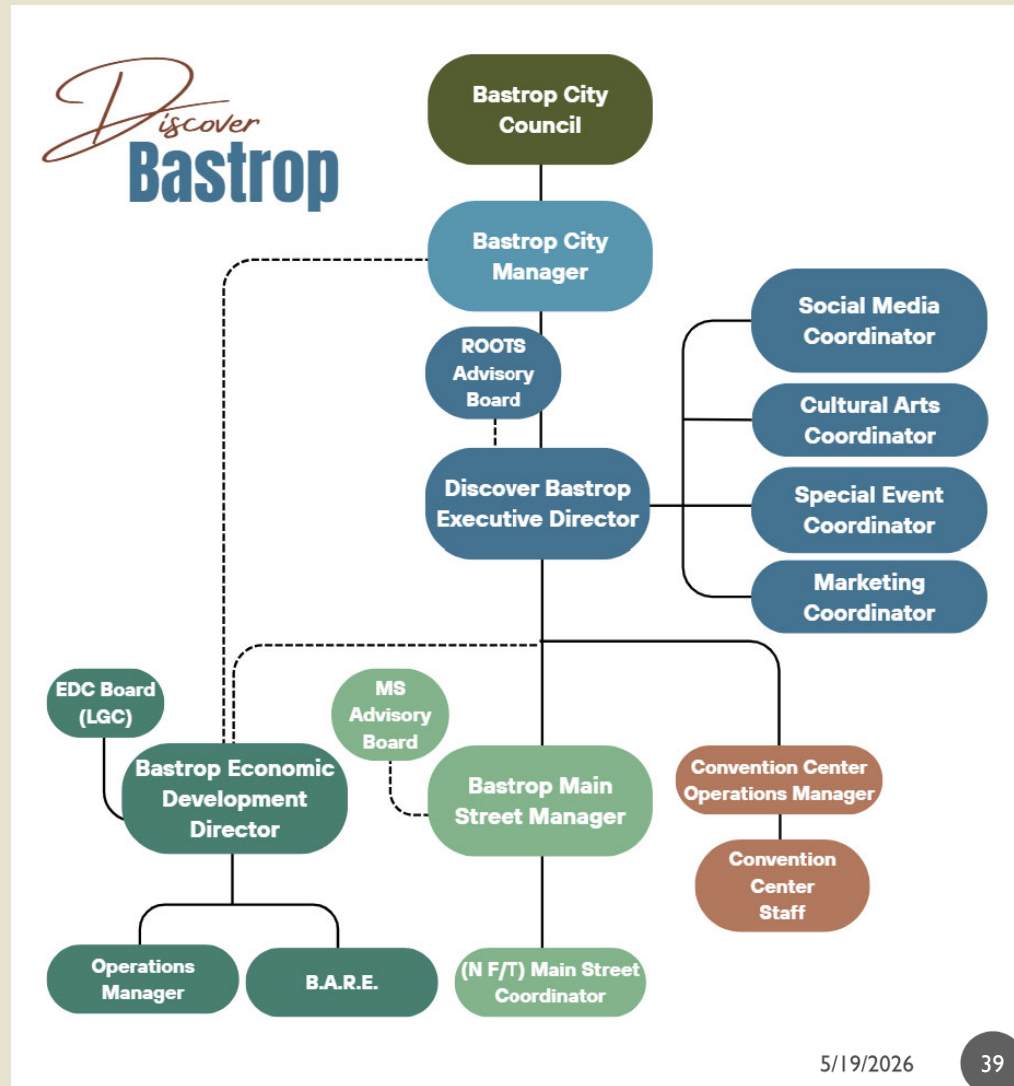 Discover
Bastrop
Bastrop City
Council
Bastrop City
Manager
ROOTS
Advisory
Board
Discover Bastrop
Executive Director
Social Media
Coordinator
Cultural Arts
Coordinator
Special Event
Coordinator
Marketing
Coordinator
EDC Board
(LGC)
Bastrop Economic
Development
Director
MS
Advisory
Board
Bastrop Main
Street Manager
Convention Center
Operations Manager
Convention
Center
Staff
Operations
Manager
B.A.R.E.
(N F/T) Main Street
Coordinator
5/19/2026
39